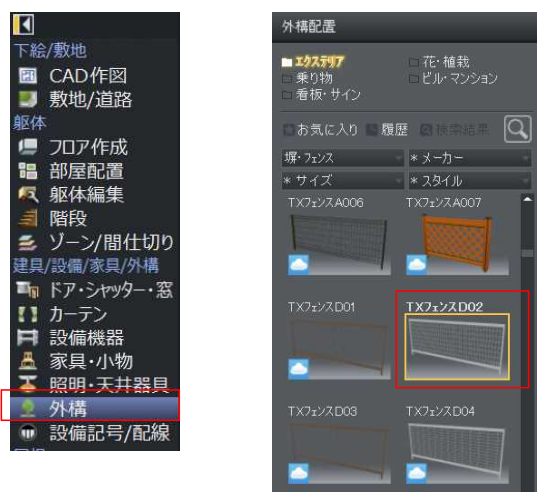 下絵/敷地
CAD作図
敷地/道路
躯体
フロア作成
部屋配置
躯体編集
階段
ゾーン/間仕切り
建具/設備/家具/外構
ドア・シャッター・窓
カーテン
設備機器
家具・小物
照明・天井器具
外構
設備記号/配線
外構配置
エクステリア 花・植栽
乗り物 ビル・マンション
看板・サイン
お気に入り 履歴 検索結果
塀・フェンス * メーカー
* サイズ * スタイル
TXフェンスA006 TXフェンスA007
TXフェンスD01 TXフェンスD02
TXフェンスD03 TXフェンスD04